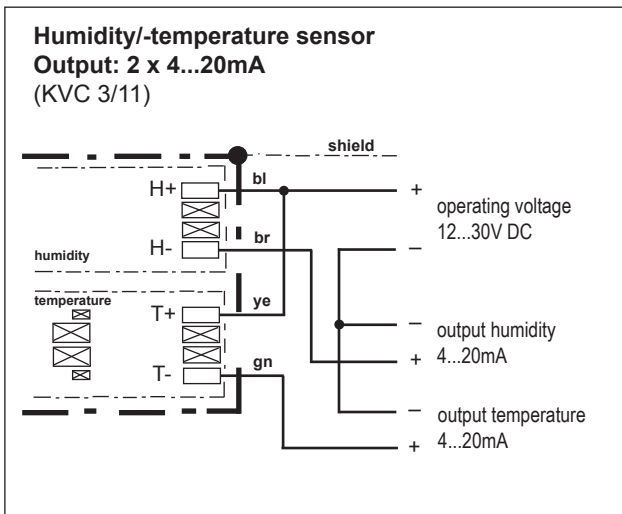 Humidity/-temperature sensor
Output: 2 x 4...20mA
(KVC 3/11)
shield
H+
bl
+
operating voltage
12...30V DC
H-
br
–
humidity
temperature
T+
ye
–
output humidity
+
4...20mA
T-
gn
–
output temperature
+
4...20mA